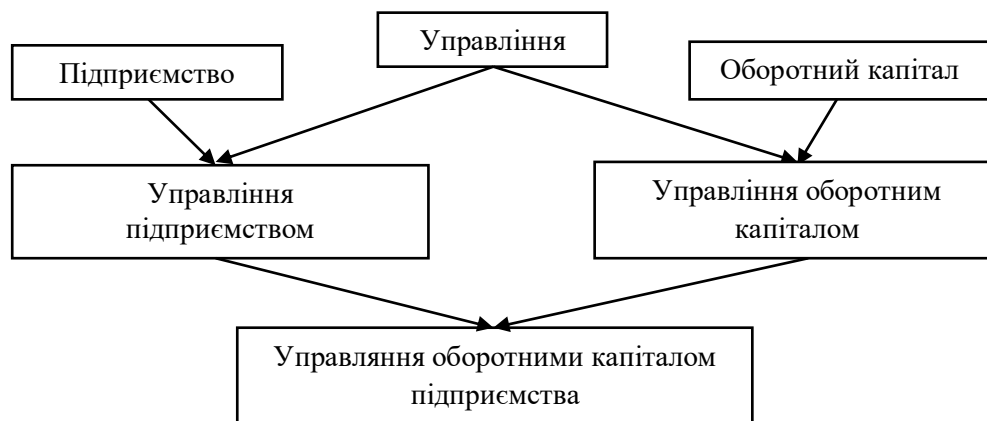 Управління
Підприємство
Оборотний капітал
Управління
підприємством
Управління оборотним
капіталом
Управляння оборотними капіталом
підприємства